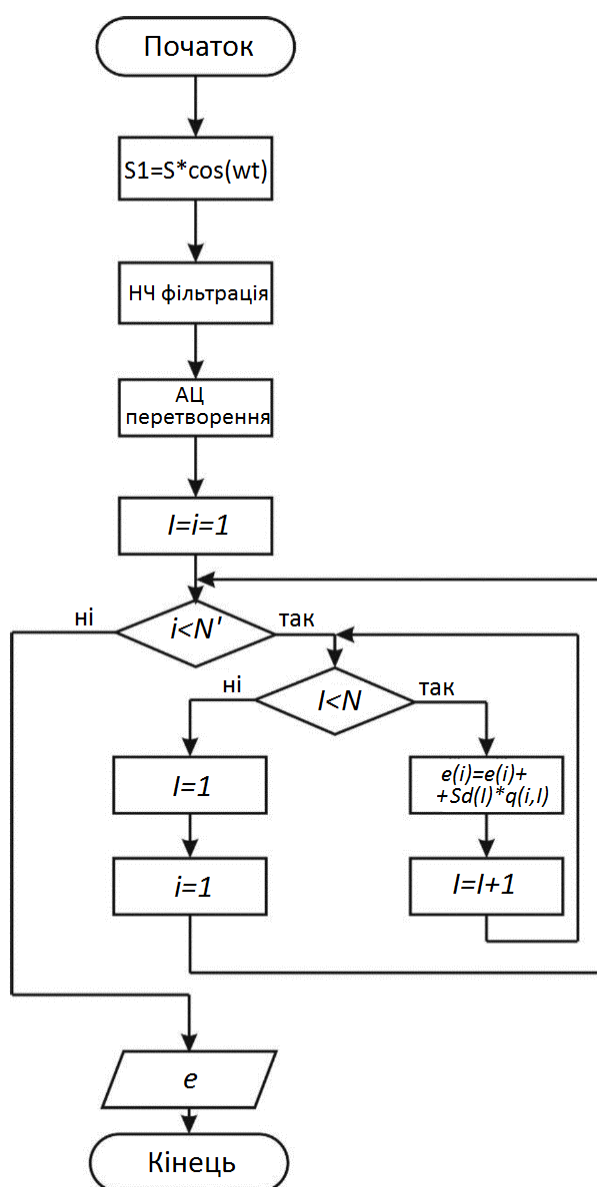 Початок
S1=S*cos(wt)
НЧ фільтрація
АЦ
перетворення
I=i=1
ні
i<N'
так
ні
I<N
так
I=1
e(i)=e(i)+
+Sd(I)*q(i,I)
i=1
I=I+1
e
Кінець